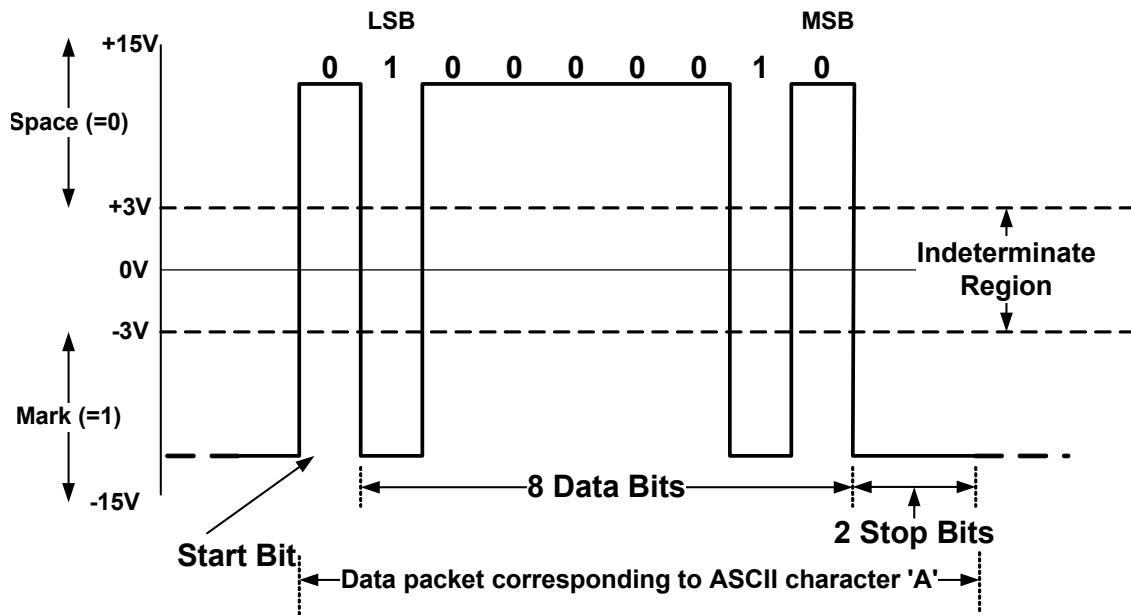 LSB MSB
+15V
0 1 0 0 0 0 0 1 0
Space (=0)
+3V
Indeterminate
Region
0V
-3V
Mark (=1)
8 Data Bits
-15V
2 Stop Bits
Start Bit
Data packet corresponding to ASCII character 'A'